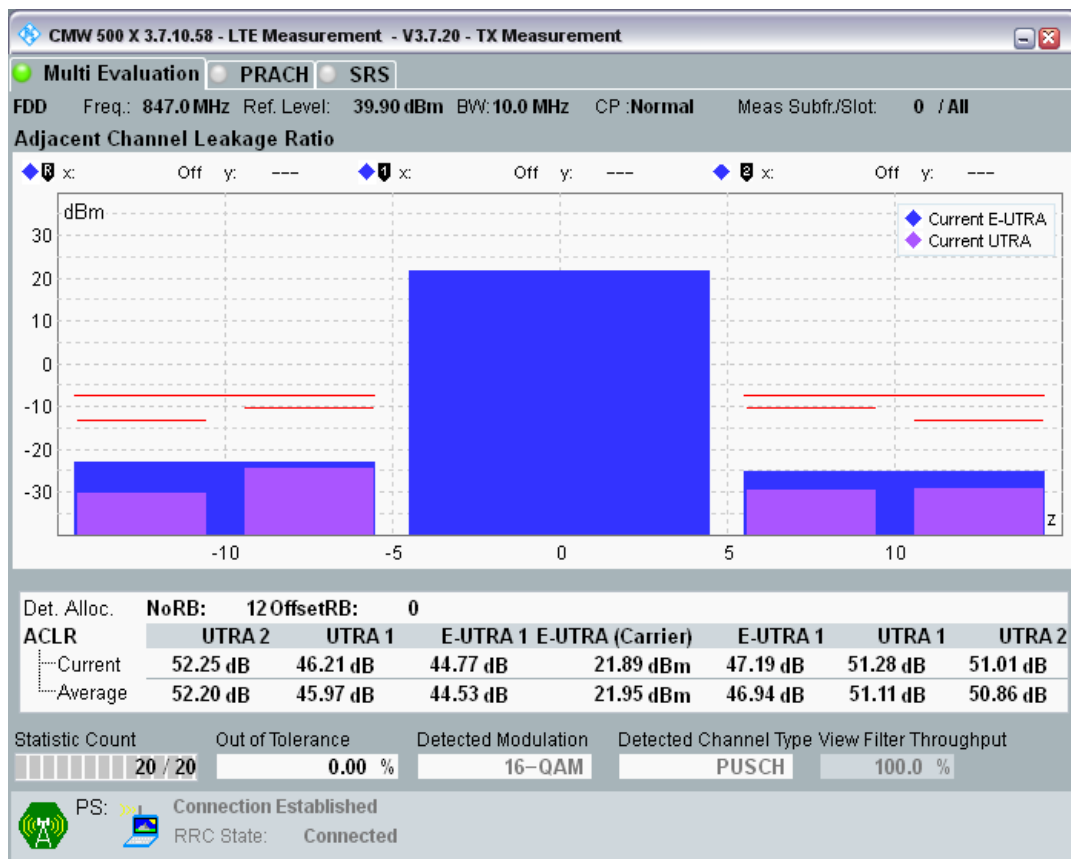 CMW 500 X 3.7.10.58 - LTE Measurement - V3.7.20 - TX Measurement
Multi Evaluation PRACH SRS
FDD Freq.: 847.0 MHz Ref. Level: 39.90 dBm BW: 10.0 MHz CP :Normal Meas Subfr./Slot: 0 / All
Adjacent Channel Leakage Ratio
R x: Off y: --- 1 x: Off y: --- 2 x: Off y: ---
dBm
Current E-UTRA
Current UTRA
30
20
10
0
-10
-20
-30
z
-10 -5 0 5 10
Det. Alloc. NoRB: 12 OffsetRB: 0
ACLR UTRA 2 UTRA 1 E-UTRA 1 E-UTRA (Carrier) E-UTRA 1 UTRA 1 UTRA 2
Current 52.25 dB 46.21 dB 44.77 dB 21.89 dBm 47.19 dB 51.28 dB 51.01 dB
Average 52.20 dB 45.97 dB 44.53 dB 21.95 dBm 46.94 dB 51.11 dB 50.86 dB
Statistic Count Out of Tolerance Detected Modulation Detected Channel Type View Filter Throughput
20 / 20 0.00 % 16-QAM PUSCH 100.0 %
PS: Connection Established
RRC State: Connected